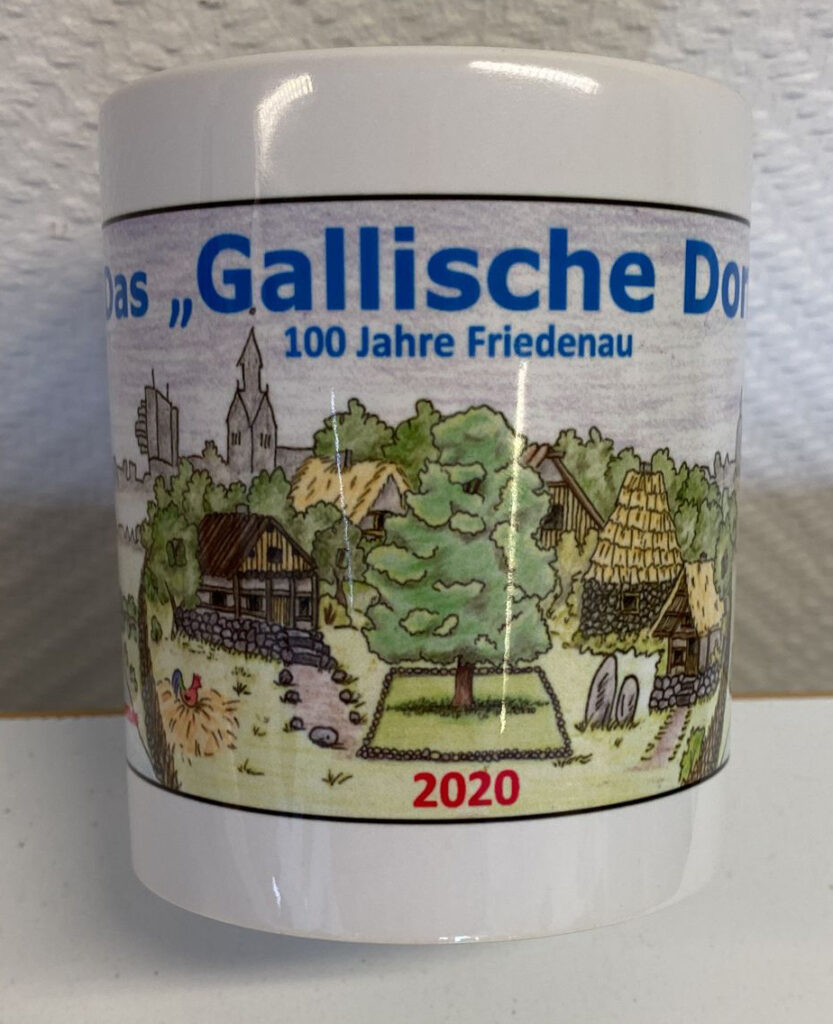 Das „Gallische Dor
100 Jahre Friedenau
2020